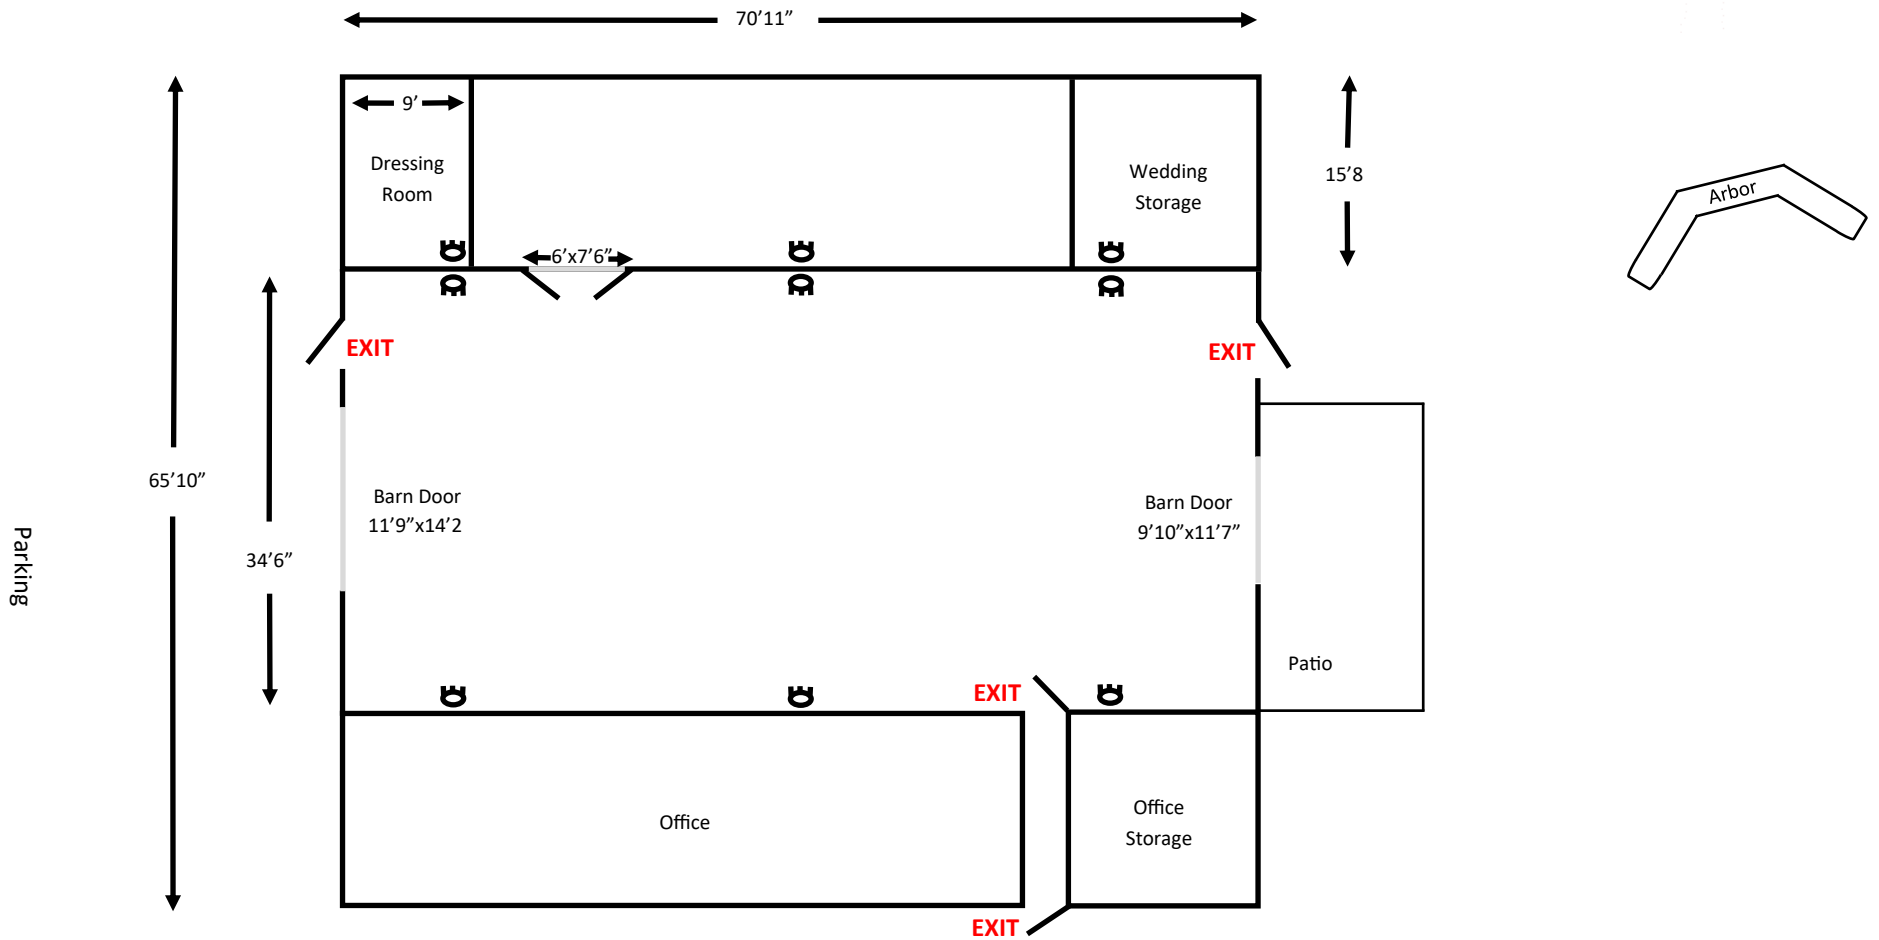 70’11”
9’
Dressing
Room
Wedding
Storage
15’8
Arbor
6’x7’6”
EXIT
EXIT
65’10”
Barn Door
11’9”x14’2
Barn Door
9’10”x11’7”
34’6”
Parking
Patio
EXIT
Office
Office
Storage
EXIT